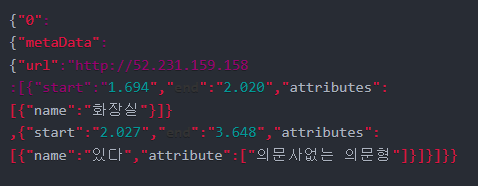 {"0":
{"metaData":
{"url":"http://52.231.159.158
:[{"start":"1.694","end":"2.020","attributes":
[{"name":"화장실"}]}
,{"start":"2.027","end":"3.648","attributes":
[{"name":"있다","attribute":["의문사없는 의문형"]}]}]}}